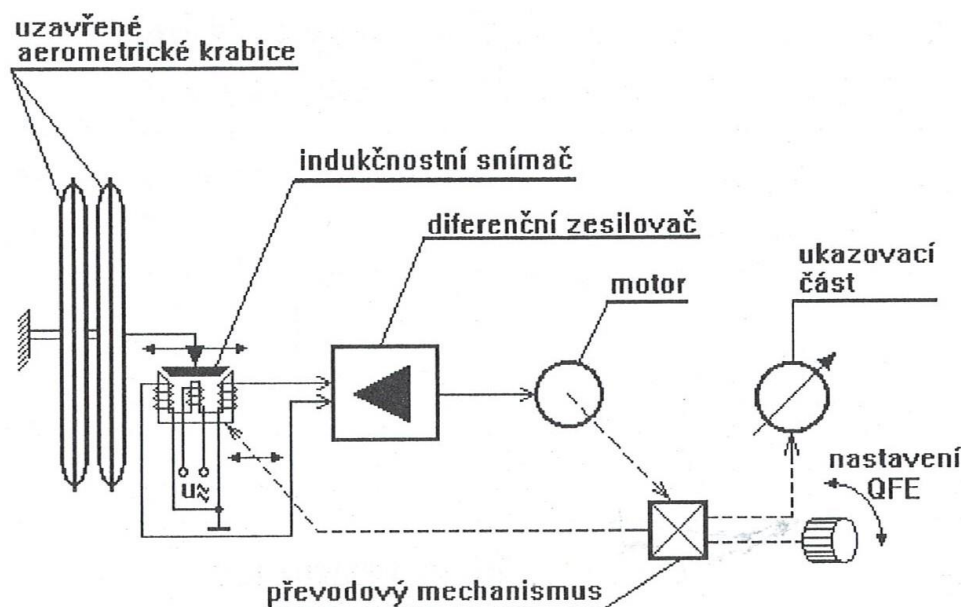 uzavřené
aerometrické krabice
indukčnostní snímač
diferenční zesilovač
motor
ukazovací
část
nastavení
QFE
u≈
převodový mechanismus